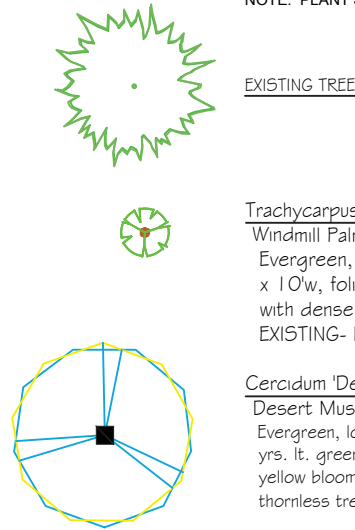 NOTE: PLANT
EXISTING TREE
Trachycarpus
Windmill Palm
Evergreen,
x 10'w, foli
with dense
EXISTING-
Cercidum 'De
Desert Mus
Evergreen, lo
yrs. lt. green
yellow bloom
thornless tre